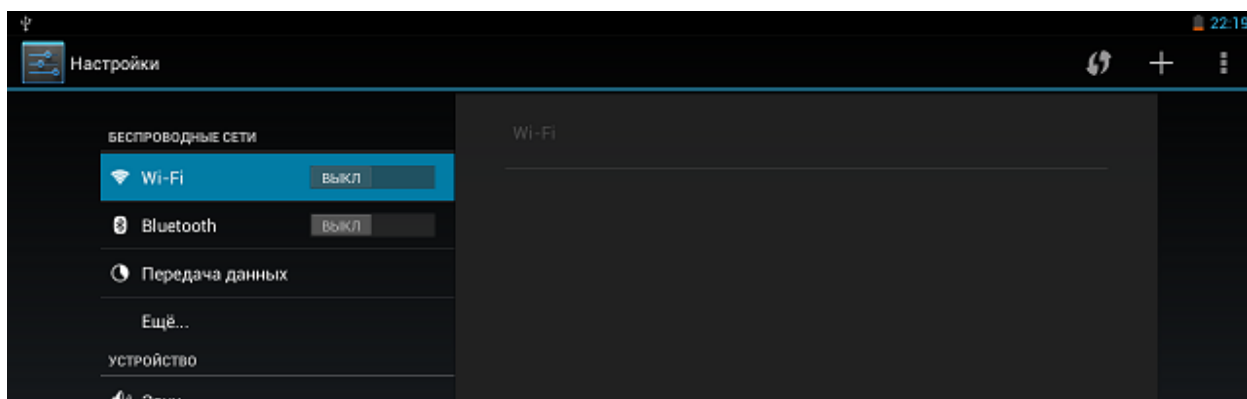 22:19
Настройки
БЕСПРОВОДНЫЕ СЕТИ
Wi-Fi ВЫКЛ
Bluetooth ВЫКЛ
Передача данных
Ещё...
УСТРОЙСТВО
Wi-Fi